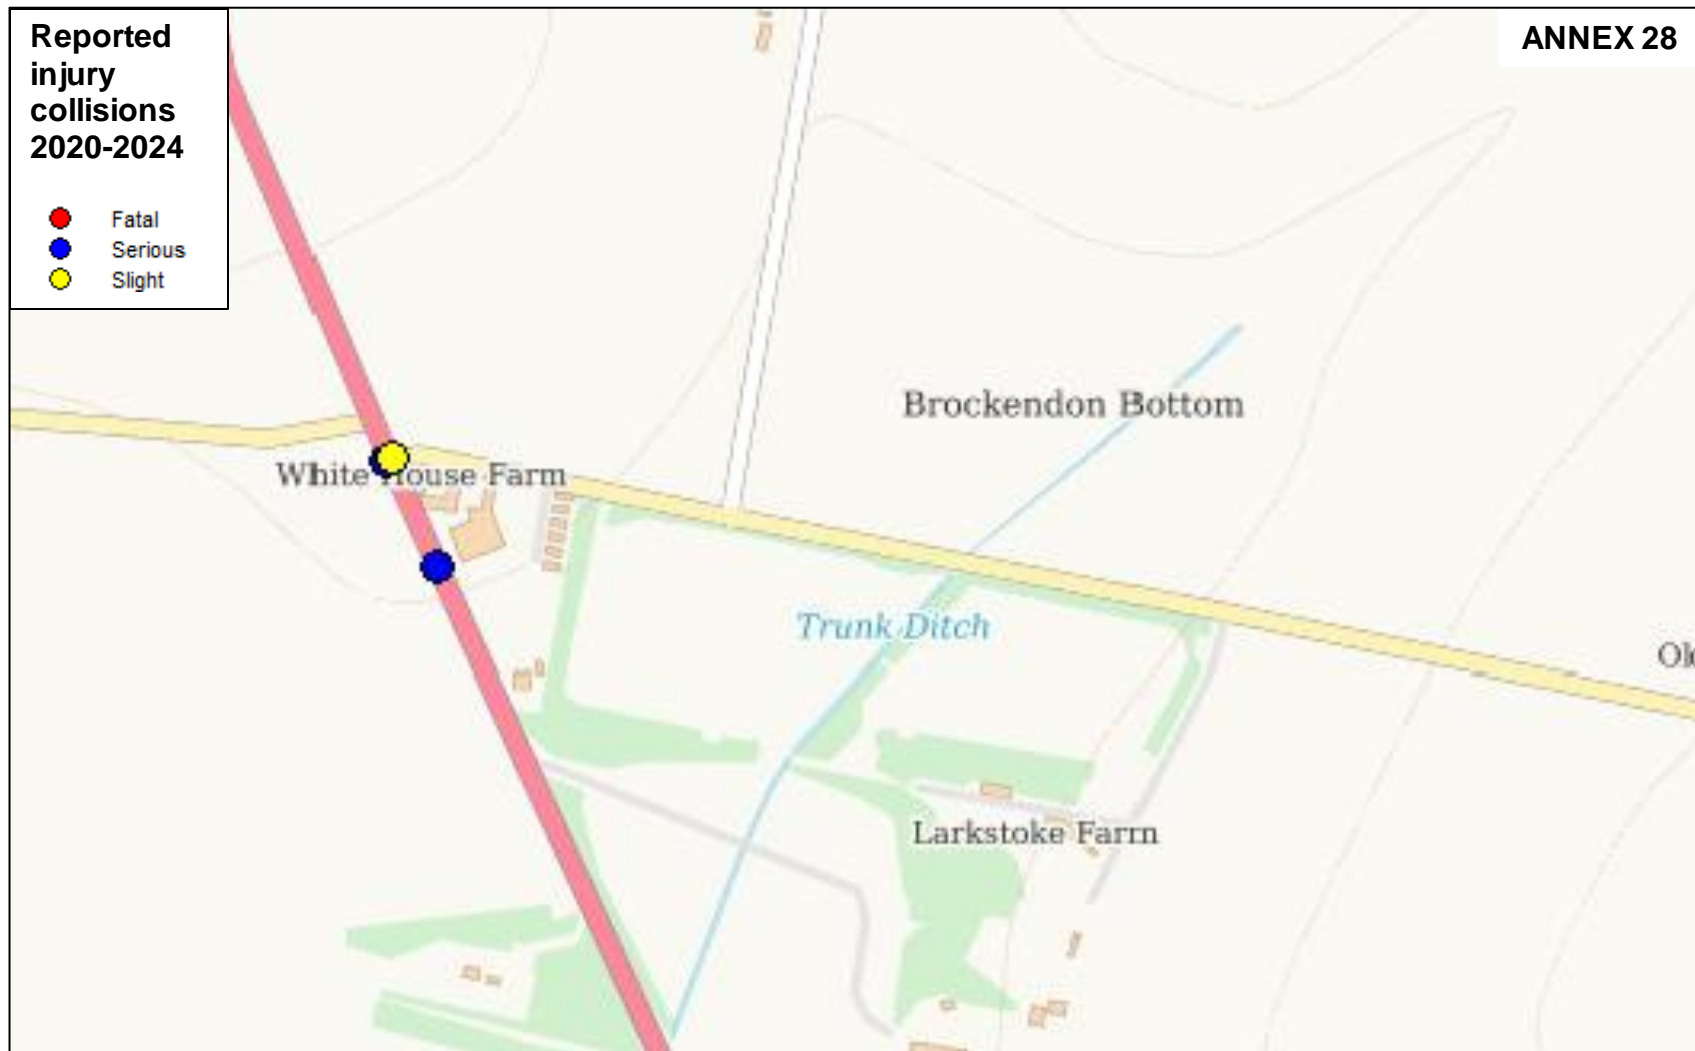 Reported
injury
collisions
2020-2024
Fatal
Serious
Slight
ANNEX 28
Brockendon Bottom
White House Farm
Trunk Ditch
Larkstoke Farm